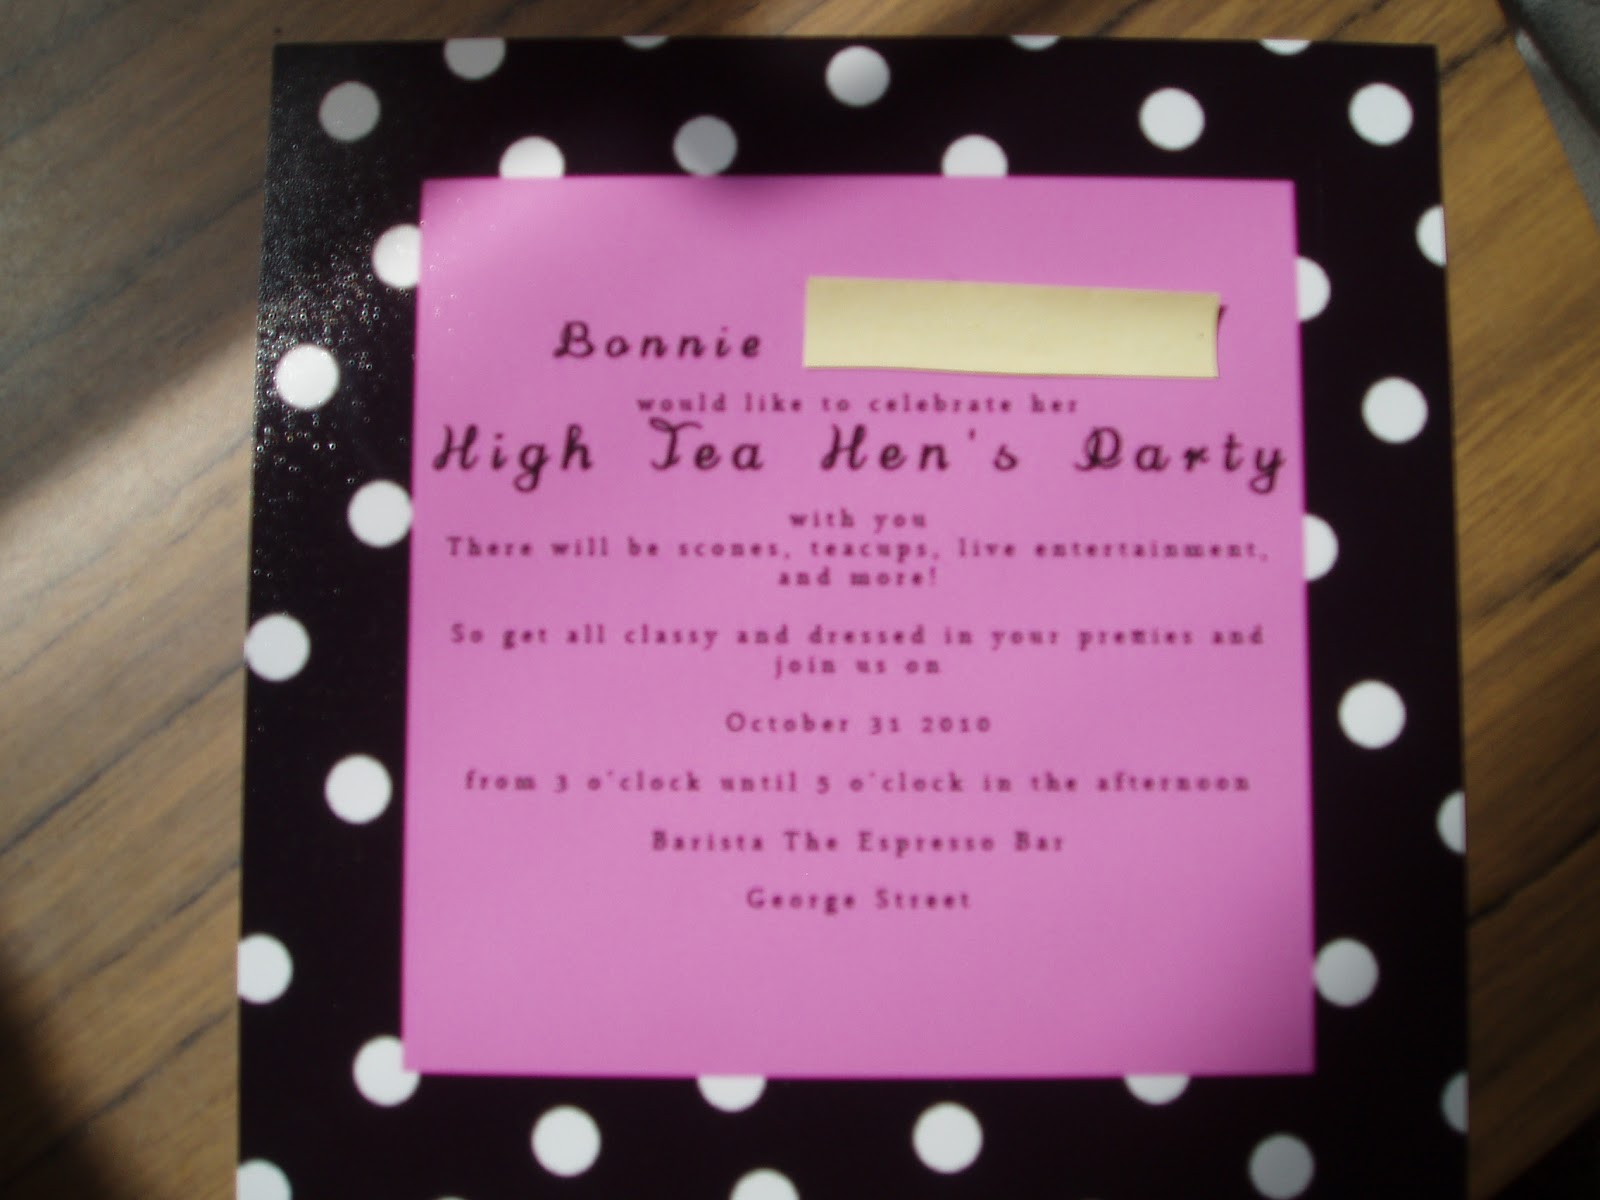 Bonnie
would like to celebrate her
High Tea Hen's Party
with you
There will be scones, teacups, live entertainment,
and more!
So get all classy and dressed in your pretties and
join us on
October 31 2010
from 3 o'clock until 5 o'clock in the afternoon
Barista The Espresso Bar
George Street